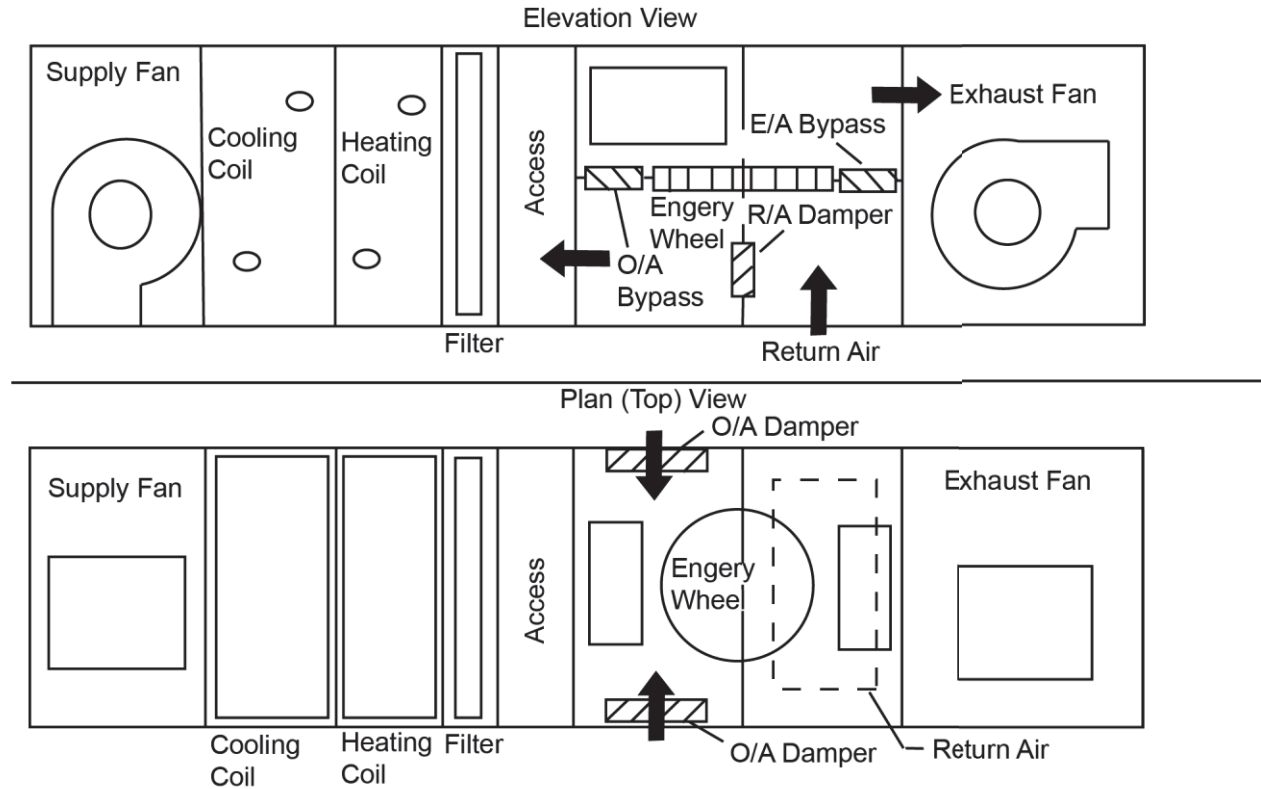 Elevation View
Supply Fan
Exhaust Fan
E/A Bypass
Cooling
Coil
Heating
Coil
Access
Engery
Wheel
R/A Damper
O/A
Bypass
Filter
Return Air
Plan (Top) View
O/A Damper
Supply Fan
Exhaust Fan
Engery
Wheel
Access
Cooling
Coil
Heating
Coil
Filter
O/A Damper
Return Air